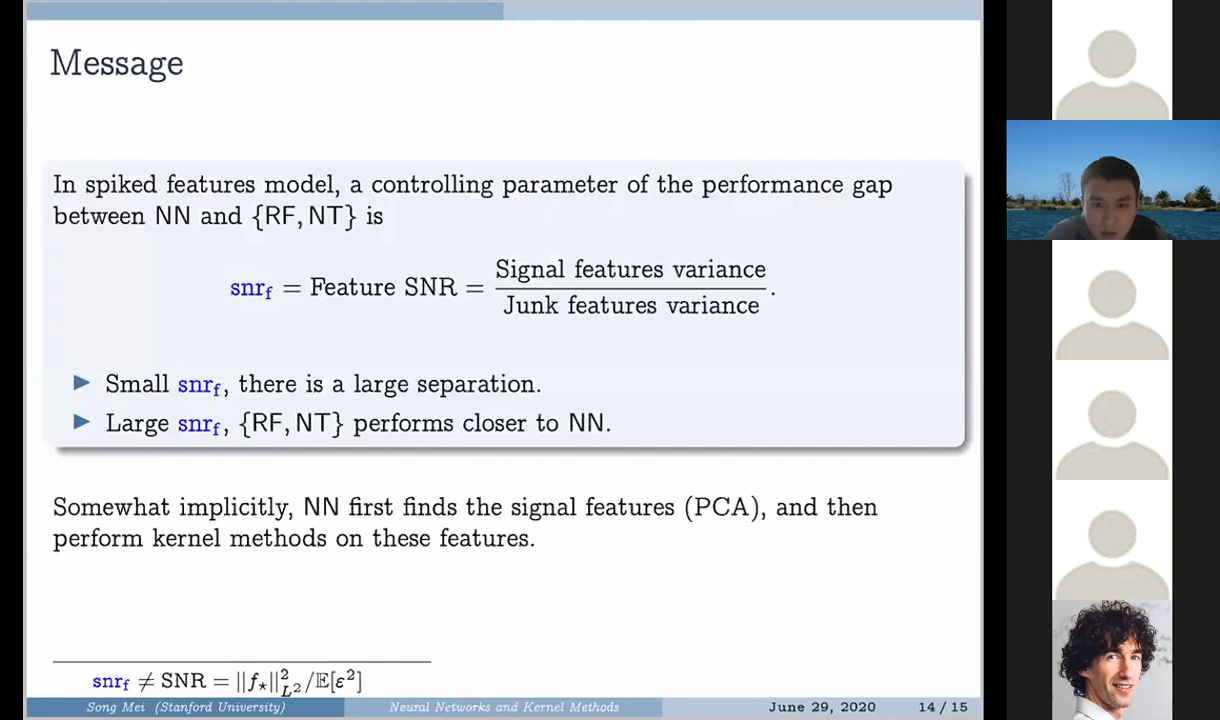 Message
In spiked features model, a controlling parameter of the performance gap
between NN and {RF, NT} is
snr_f = Feature SNR = Signal features variance / Junk features variance.
▶ Small snr_f, there is a large separation.
▶ Large snr_f, {RF, NT} performs closer to NN.
Somewhat implicitly, NN first finds the signal features (PCA), and then
perform kernel methods on these features.
snr_f ≠ SNR = ||f_⋆||²_{L²}/𝔼[ε²]
Song Mei (Stanford University) Neural Networks and Kernel Methods June 29, 2020 14 / 15